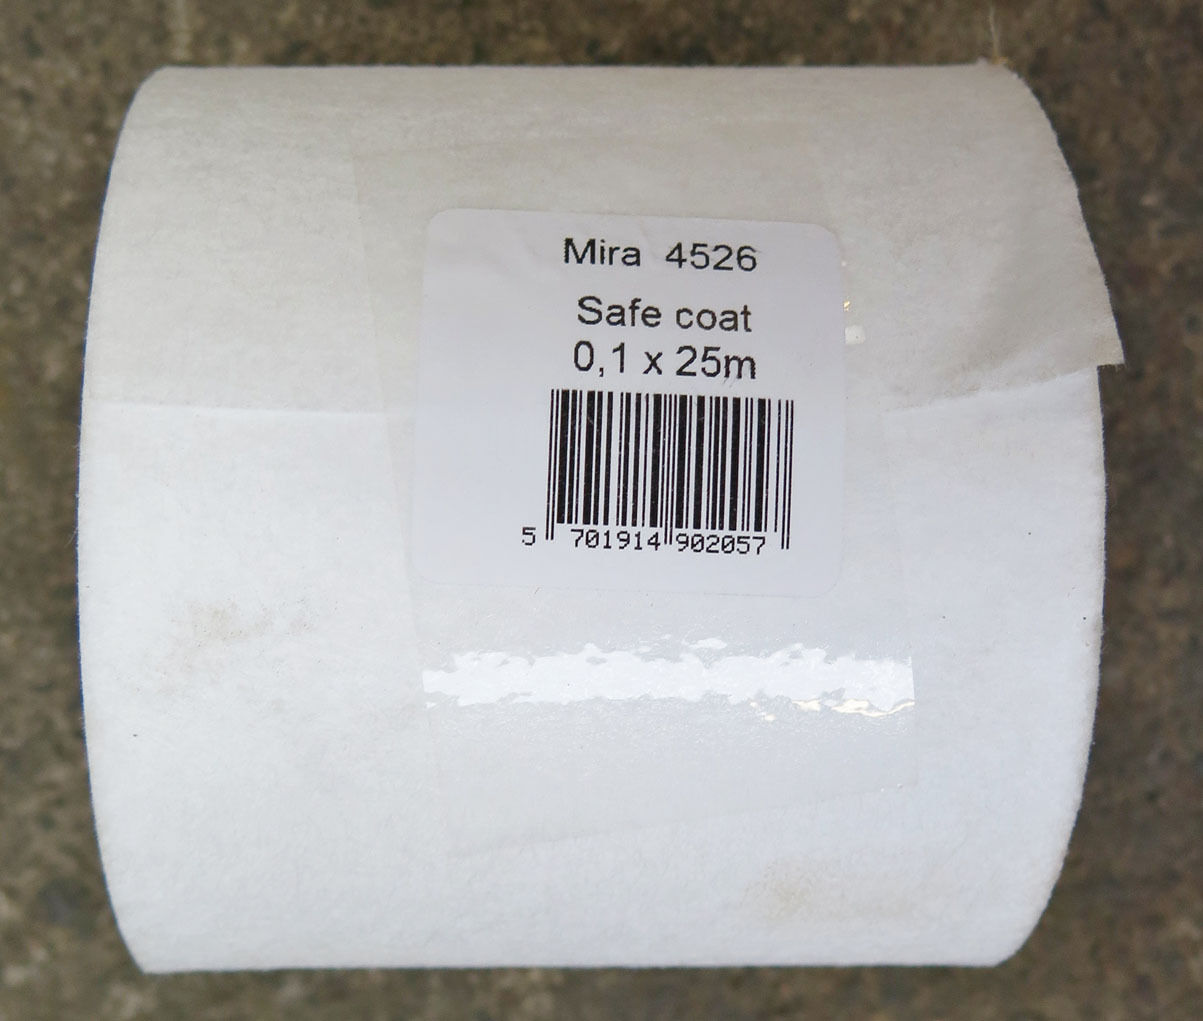 Mira 4526
Safe coat
0,1 x 25m
5 701914 902057